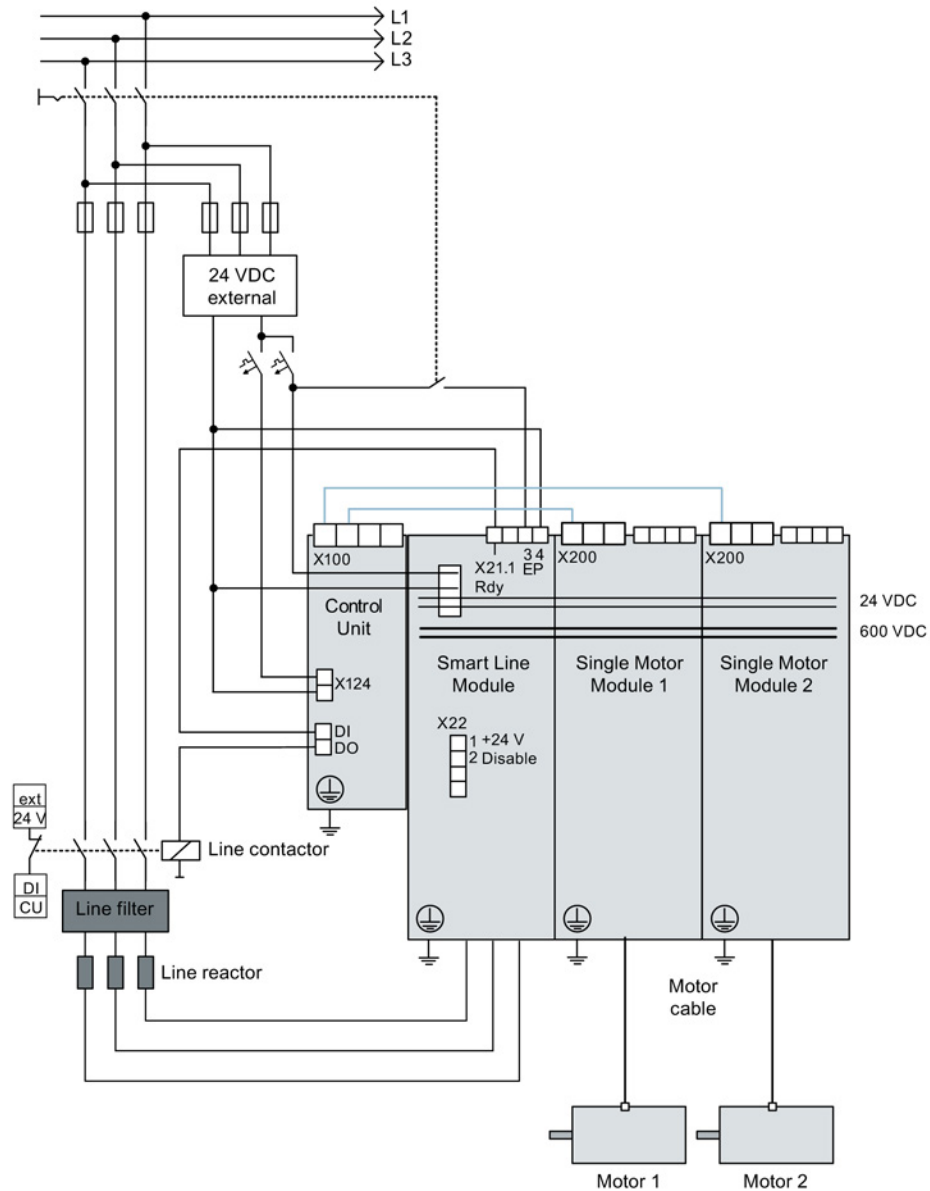 L1
L2
L3
24 VDC
external
X100
X21.1
Rdy
3 4
EP
X200
X200
Control
Unit
24 VDC
600 VDC
Smart Line
Module
Single Motor
Module 1
Single Motor
Module 2
X124
X22
1 +24 V
2 Disable
DI
DO
ext
24 V
Line contactor
DI
CU
Line filter
Line reactor
Motor
cable
Motor 1
Motor 2